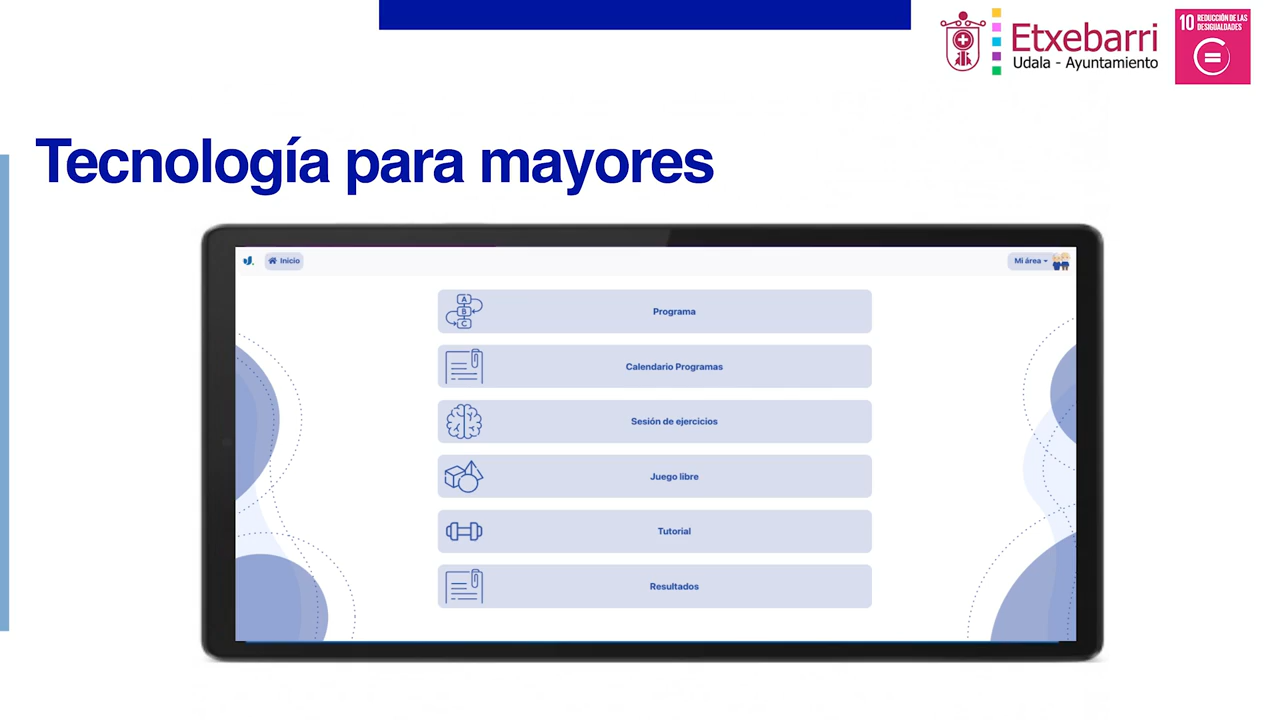 Etxebarri
Udala - Ayuntamiento
10 REDUCCIÓN DE LAS
DESIGUALDADES
Tecnología para mayores
Inicio
Mi área
A
B
C
Programa
Calendario Programas
Sesión de ejercicios
Juego libre
Tutorial
Resultados